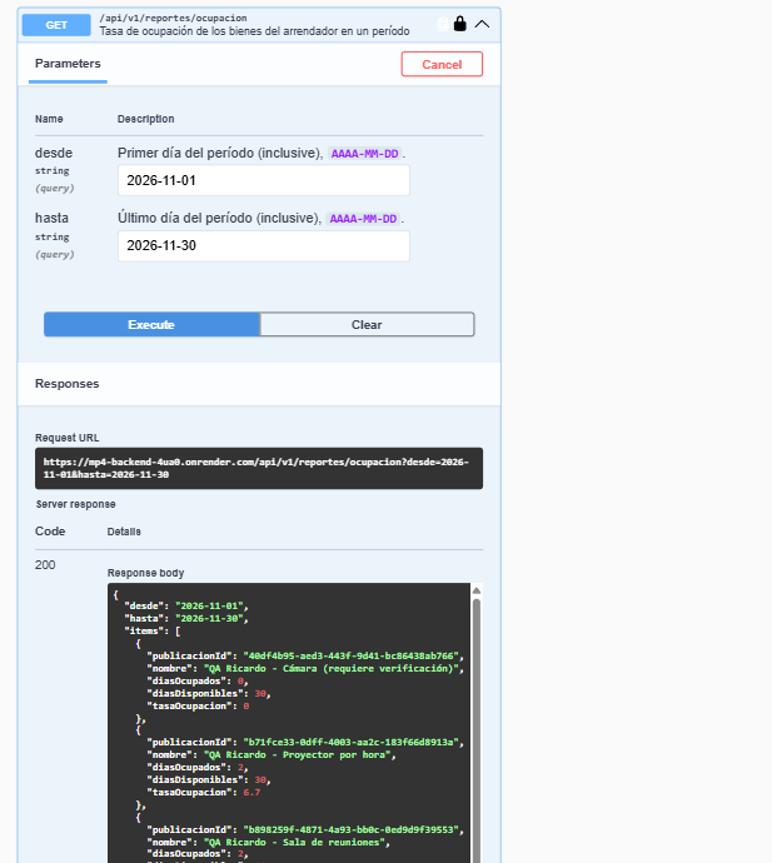 GET /api/v1/reportes/ocupacion
Tasa de ocupación de los bienes del arrendador en un período
Parameters
Cancel
Name Description
desde Primer día del período (inclusive), AAAA-MM-DD.
string
(query)
2026-11-01
hasta Último día del período (inclusive), AAAA-MM-DD.
string
(query)
2026-11-30
Execute Clear
Responses
Request URL
https://mp4-backend-4ua0.onrender.com/api/v1/reportes/ocupacion?desde=2026-
11-01&hasta=2026-11-30
Server response
Code Details
200
Response body
{
"desde": "2026-11-01",
"hasta": "2026-11-30",
"items": [
{
"publicacionId": "40df4b95-aed3-443f-9d41-bc86438ab766",
"nombre": "QA Ricardo - Cámara (requiere verificación)",
"diasOcupados": 0,
"diasDisponibles": 30,
"tasaOcupacion": 0
},
{
"publicacionId": "b71fce33-0dff-4003-aa2c-183f66d8913a",
"nombre": "QA Ricardo - Proyector por hora",
"diasOcupados": 2,
"diasDisponibles": 30,
"tasaOcupacion": 6.7
},
{
"publicacionId": "b898259f-4871-4a93-bb0c-0ed9d9f39553",
"nombre": "QA Ricardo - Sala de reuniones",
"diasOcupados": 2,